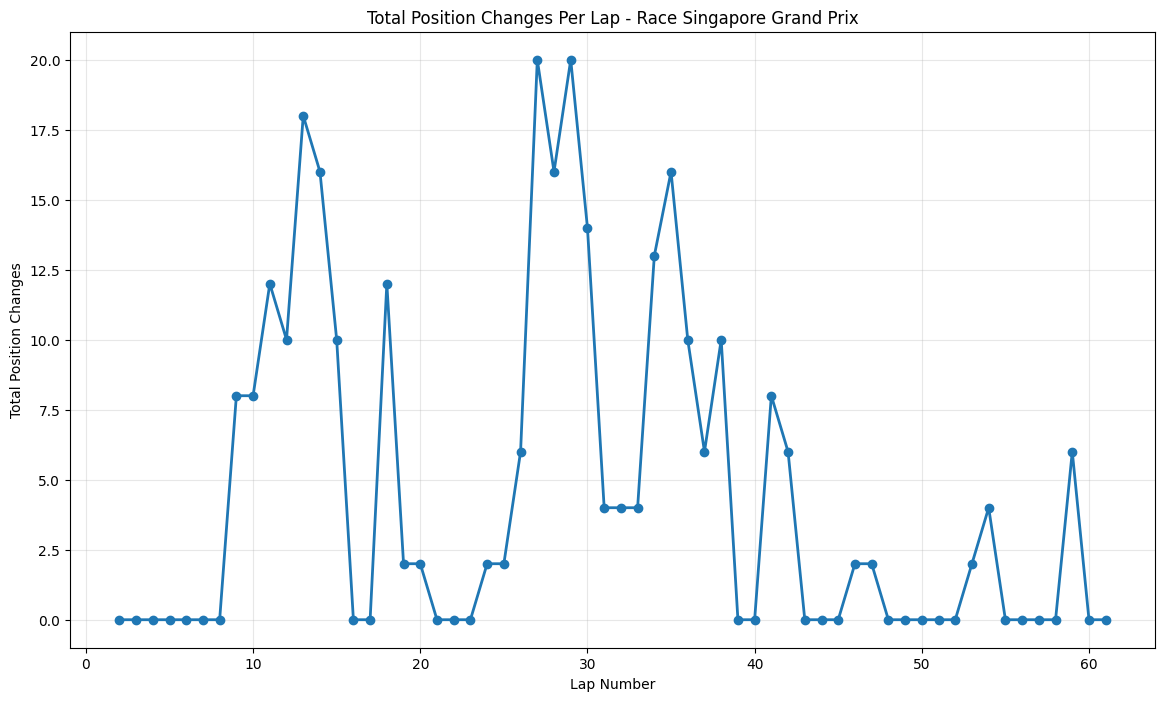 Total Position Changes Per Lap - Race Singapore Grand Prix
Total Position Changes
20.0
17.5
15.0
12.5
10.0
7.5
5.0
2.5
0.0
0 10 20 30 40 50 60
Lap Number